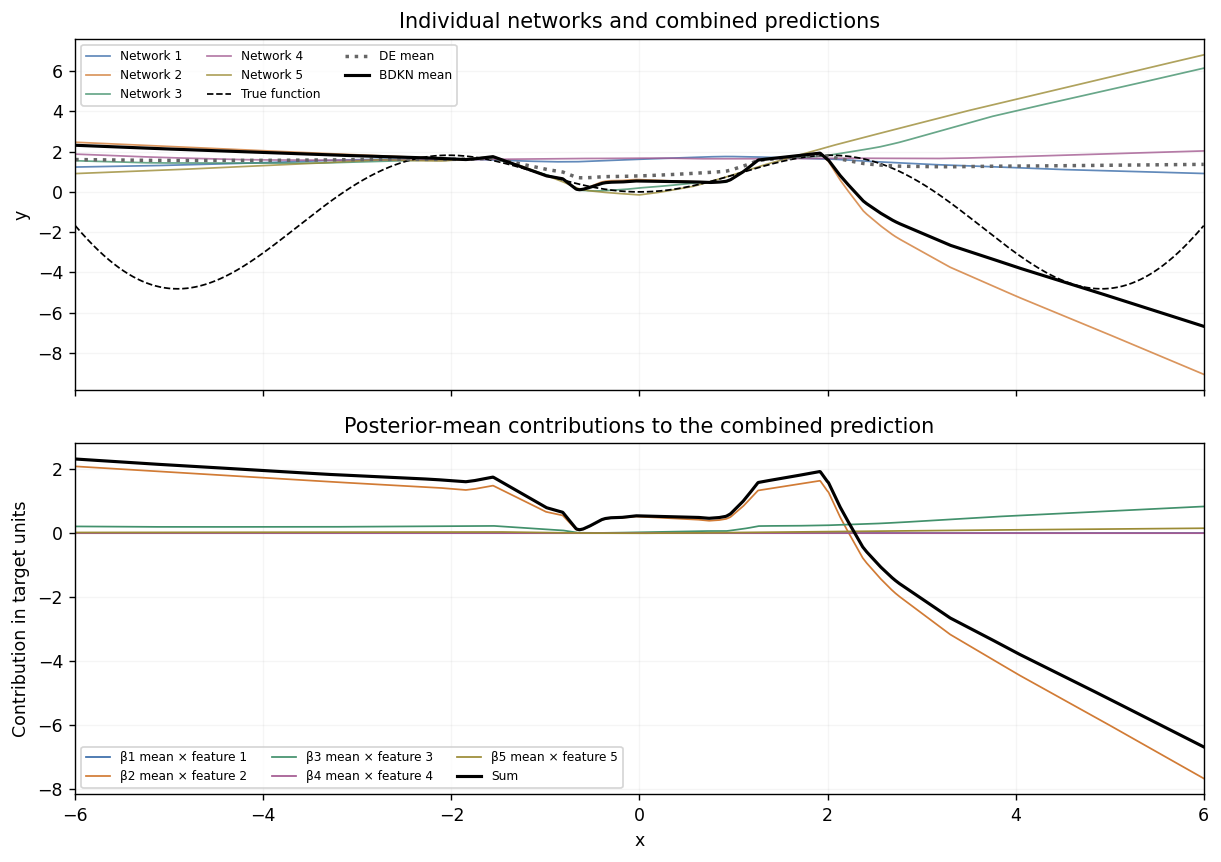 Individual networks and combined predictions
Network 1 Network 4 DE mean
Network 2 Network 5 BDKN mean
Network 3 True function
6
4
2
0
−2
−4
−6
−8
y
Posterior-mean contributions to the combined prediction
2
0
−2
−4
−6
−8
Contribution in target units
β1 mean × feature 1 β3 mean × feature 3 β5 mean × feature 5
β2 mean × feature 2 β4 mean × feature 4 Sum
−6 −4 −2 0 2 4 6
x